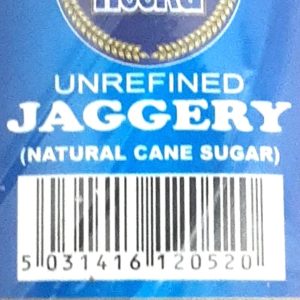 UNREFINED
JAGGERY
(NATURAL CANE SUGAR)
5 031416 120520